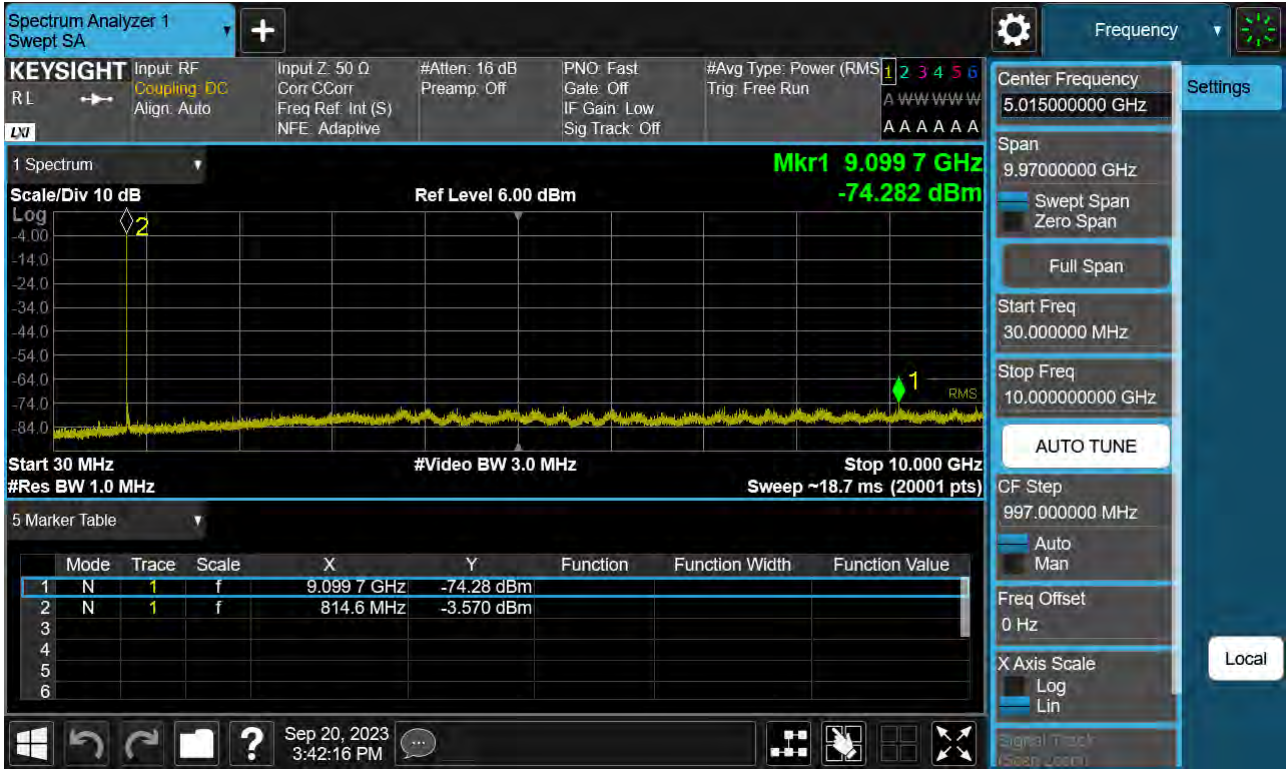 Spectrum Analyzer 1
Swept SA
+
Frequency
KEYSIGHT
R L
LXI
Input: RF
Coupling: DC
Align: Auto
Input Z: 50 Ω
Corr CCorr
Freq Ref: Int (S)
NFE: Adaptive
#Atten: 16 dB
Preamp: Off
PNO: Fast
Gate: Off
IF Gain: Low
Sig Track: Off
#Avg Type: Power (RMS
Trig: Free Run
1 2 3 4 5 6
A W W W W W
A A A A A A
1 Spectrum
Mkr1 9.099 7 GHz
Scale/Div 10 dB
Ref Level 6.00 dBm
-74.282 dBm
Log
-4.00
-14.0
-24.0
-34.0
-44.0
-54.0
-64.0
-74.0
-84.0
2
1
RMS
Start 30 MHz
#Video BW 3.0 MHz
Stop 10.000 GHz
#Res BW 1.0 MHz
Sweep ~18.7 ms (20001 pts)
5 Marker Table
Mode Trace Scale X Y Function Function Width Function Value
1 N 1 f 9.099 7 GHz -74.28 dBm
2 N 1 f 814.6 MHz -3.570 dBm
3
4
5
6
Center Frequency
5.015000000 GHz
Settings
Span
9.97000000 GHz
Swept Span
Zero Span
Full Span
Start Freq
30.000000 MHz
Stop Freq
10.000000000 GHz
AUTO TUNE
CF Step
997.000000 MHz
Auto
Man
Freq Offset
0 Hz
X Axis Scale
Log
Lin
Signal Track
(Span Zoom)
Local
?
Sep 20, 2023
3:42:16 PM